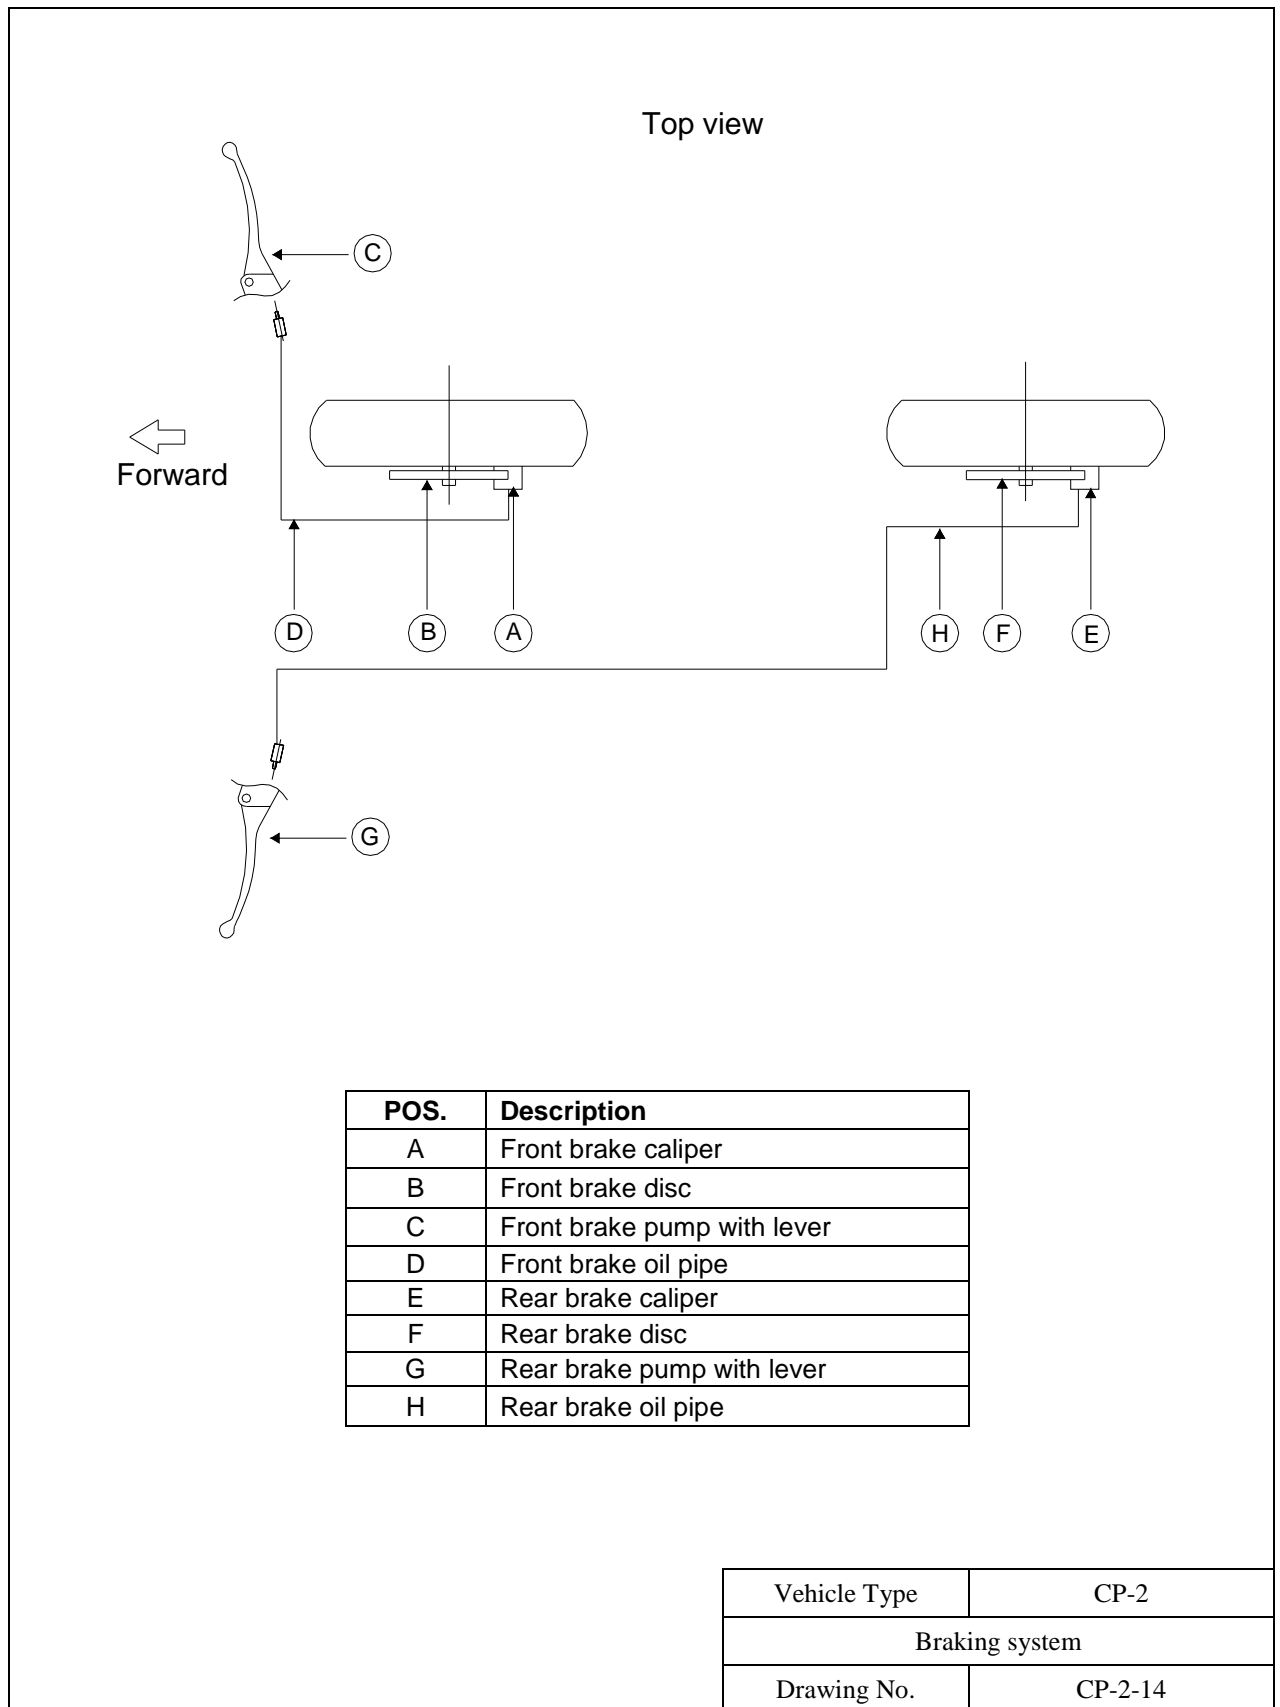 Top view
C
Forward
D B A H F E
G
POS. Description
A Front brake caliper
B Front brake disc
C Front brake pump with lever
D Front brake oil pipe
E Rear brake caliper
F Rear brake disc
G Rear brake pump with lever
H Rear brake oil pipe
Vehicle Type CP-2
Braking system
Drawing No. CP-2-14